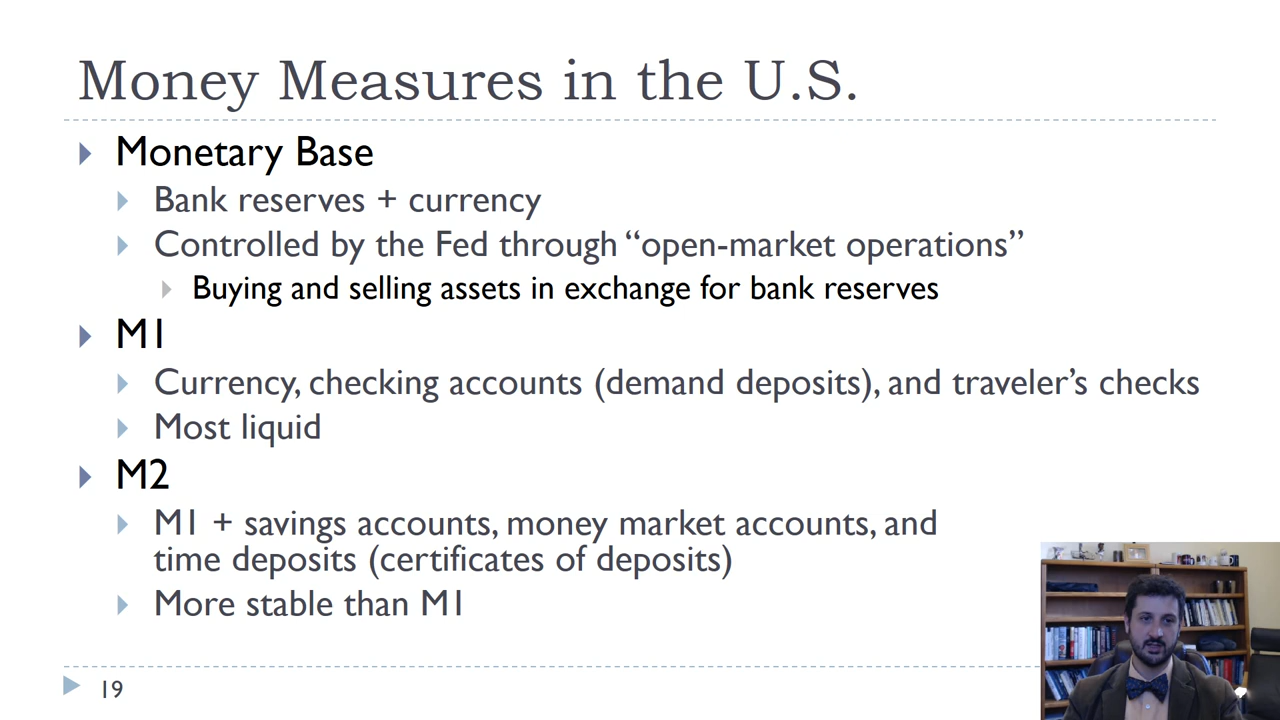 Money Measures in the U.S.
Monetary Base
Bank reserves + currency
Controlled by the Fed through “open-market operations”
Buying and selling assets in exchange for bank reserves
M1
Currency, checking accounts (demand deposits), and traveler’s checks
Most liquid
M2
M1 + savings accounts, money market accounts, and
time deposits (certificates of deposits)
More stable than M1
19